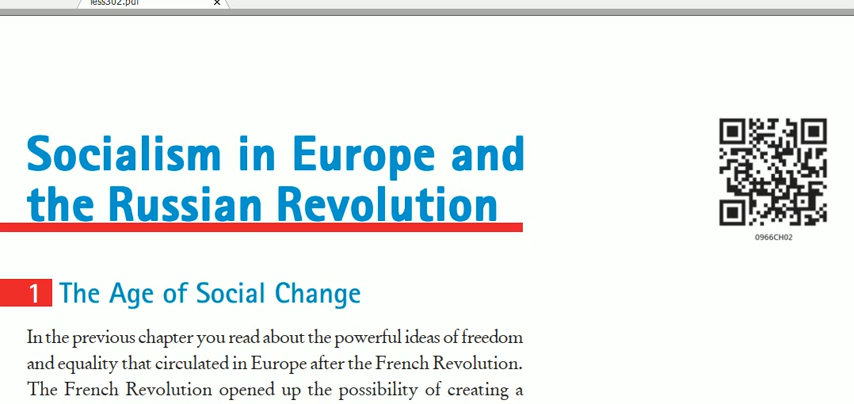 less302.pdf
Socialism in Europe and
the Russian Revolution
0966CH02
1 The Age of Social Change
In the previous chapter you read about the powerful ideas of freedom
and equality that circulated in Europe after the French Revolution.
The French Revolution opened up the possibility of creating a